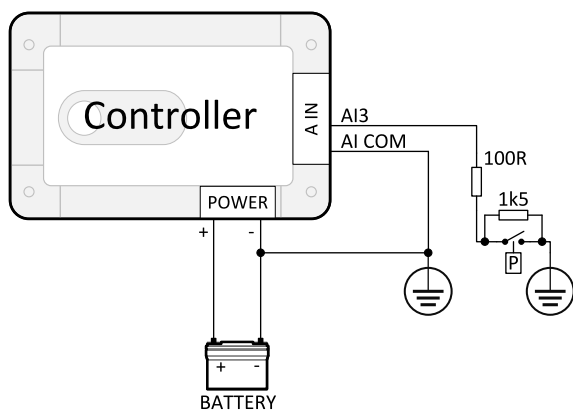 Controller
A IN
AI3
AI COM
100R
1k5
P
POWER
+ -
+ -
BATTERY